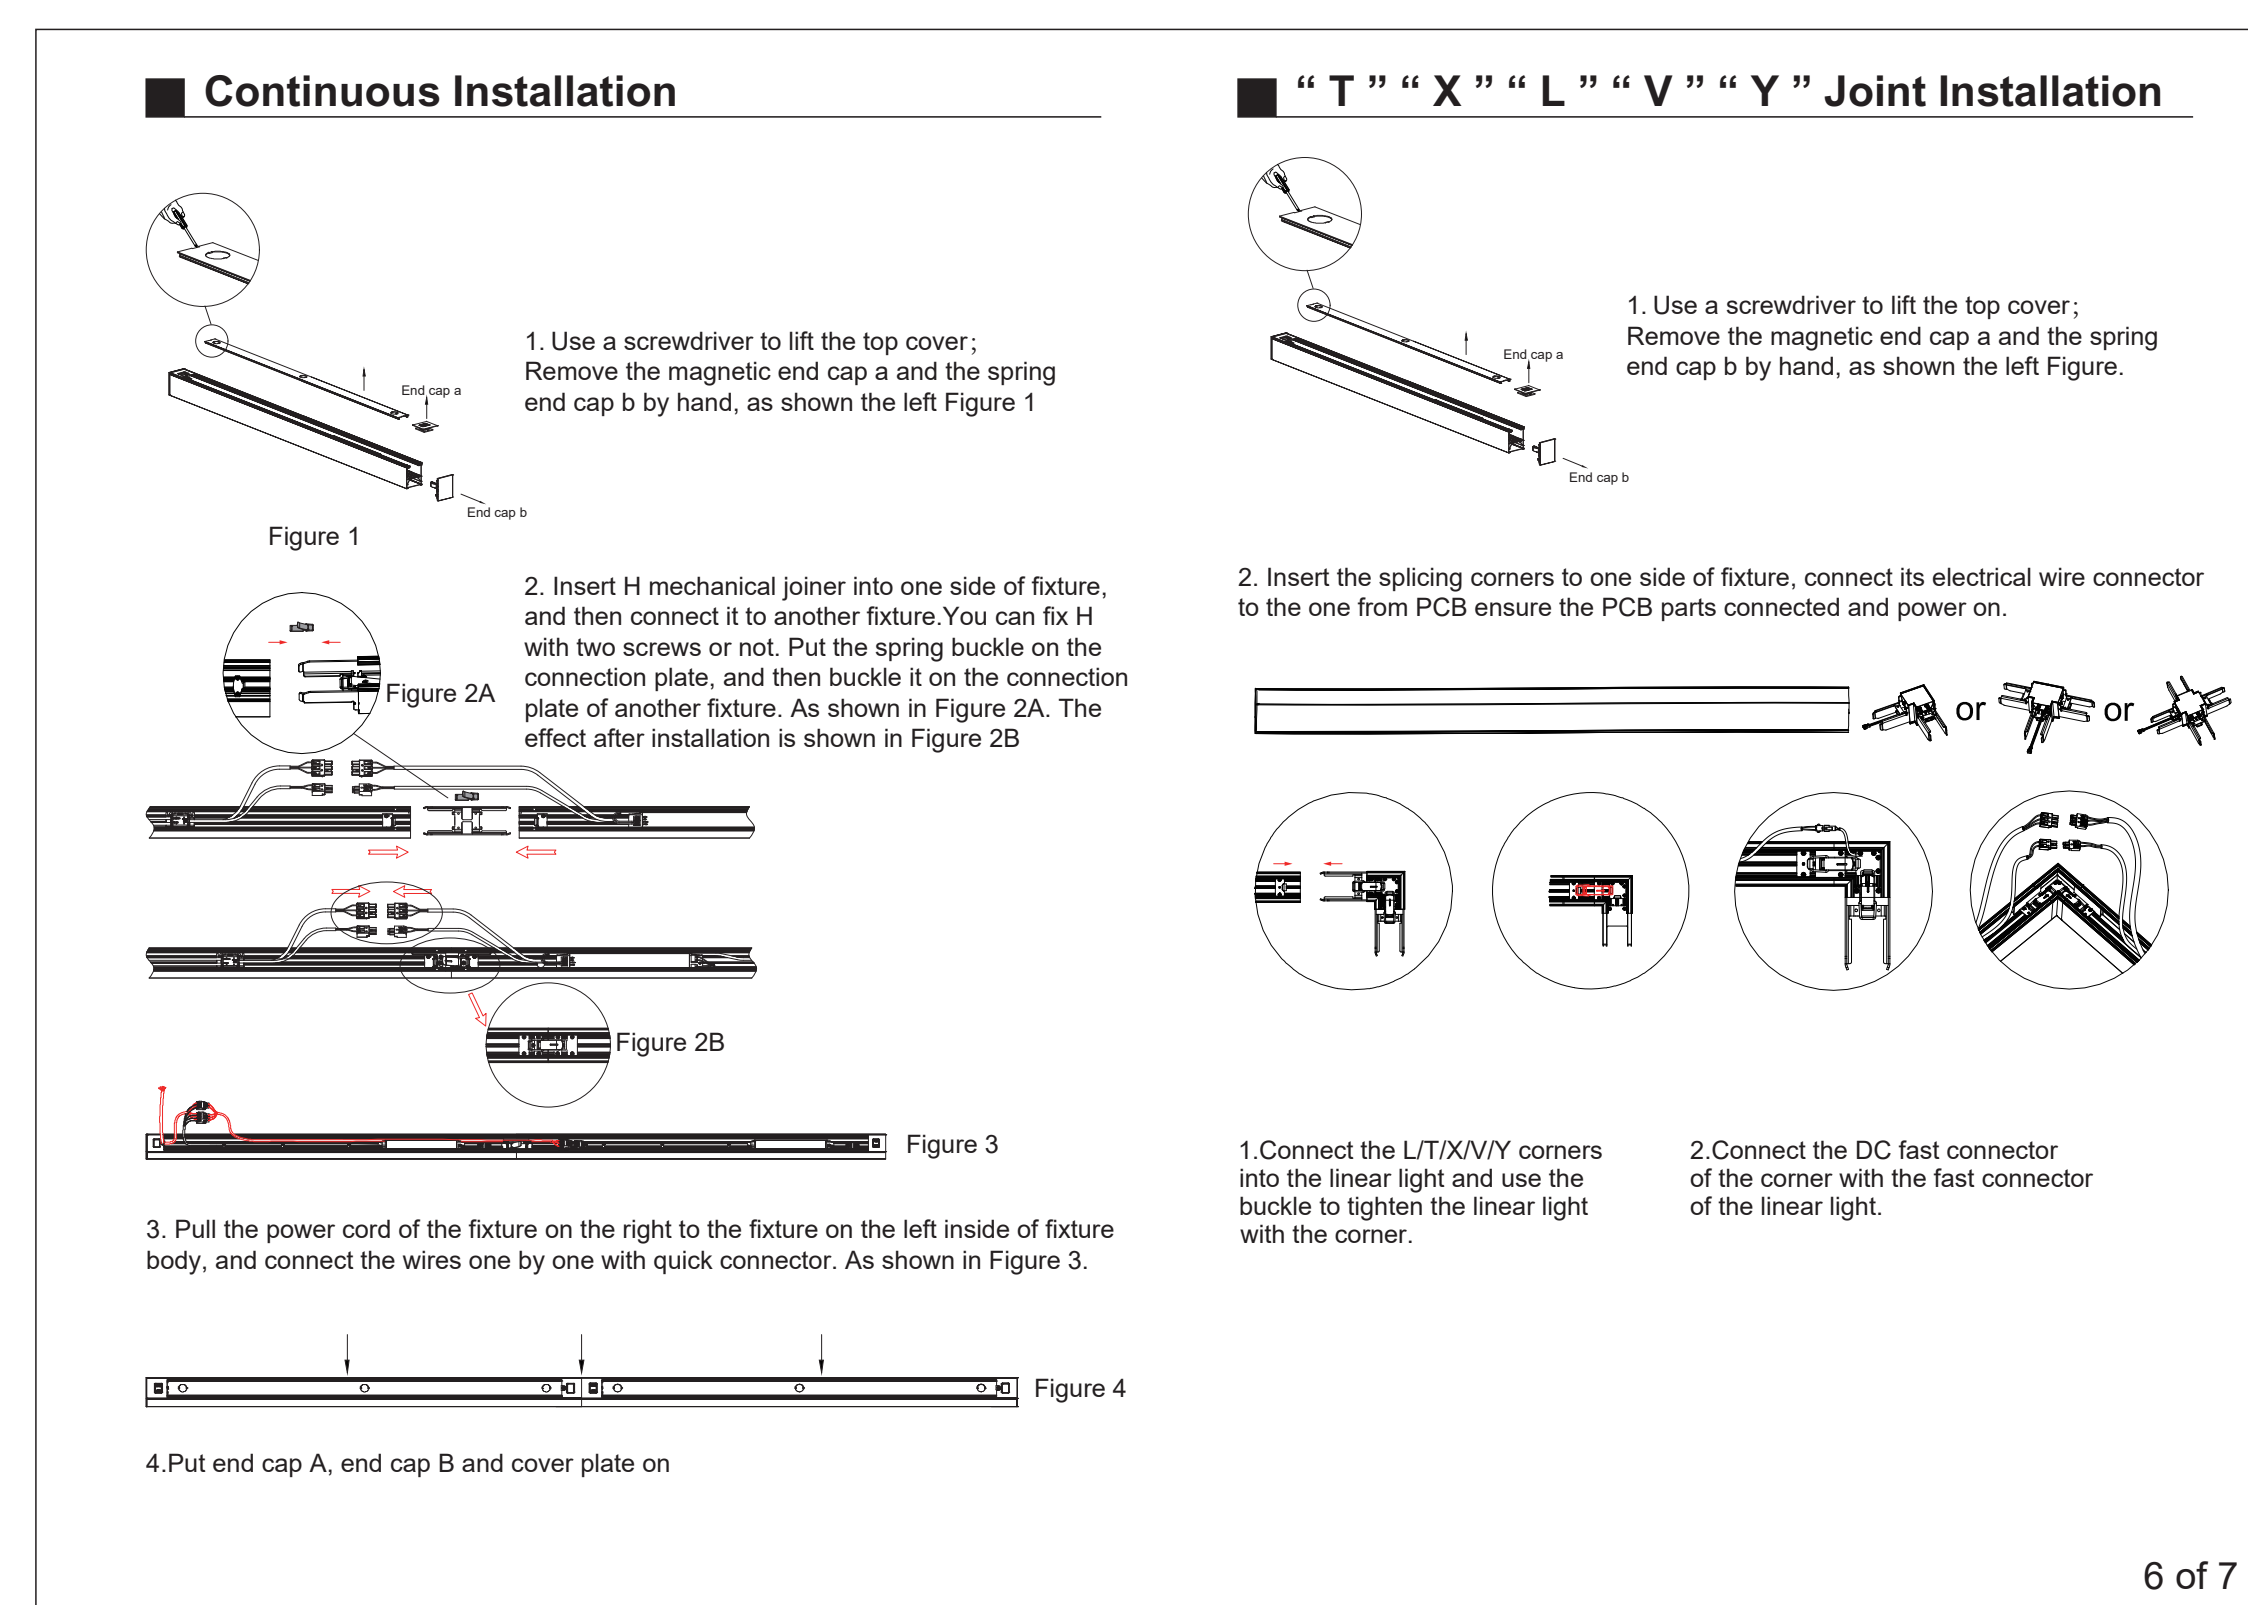 Continuous Installation
End cap a
End cap b
Figure 1
1. Use a screwdriver to lift the top cover；
Remove the magnetic end cap a and the spring
end cap b by hand, as shown the left Figure 1
2. Insert H mechanical joiner into one side of fixture,
and then connect it to another fixture.You can fix H
with two screws or not. Put the spring buckle on the
connection plate, and then buckle it on the connection
plate of another fixture. As shown in Figure 2A. The
effect after installation is shown in Figure 2B
Figure 2A
Figure 2B
Figure 3
3. Pull the power cord of the fixture on the right to the fixture on the left inside of fixture
body, and connect the wires one by one with quick connector. As shown in Figure 3.
Figure 4
4.Put end cap A, end cap B and cover plate on
“ T ” “ X ” “ L ” “ V ” “ Y ” Joint Installation
End cap a
End cap b
1. Use a screwdriver to lift the top cover；
Remove the magnetic end cap a and the spring
end cap b by hand, as shown the left Figure.
2. Insert the splicing corners to one side of fixture, connect its electrical wire connector
to the one from PCB ensure the PCB parts connected and power on.
or
or
1.Connect the L/T/X/V/Y corners
into the linear light and use the
buckle to tighten the linear light
with the corner.
2.Connect the DC fast connector
of the corner with the fast connector
of the linear light.
6 of 7